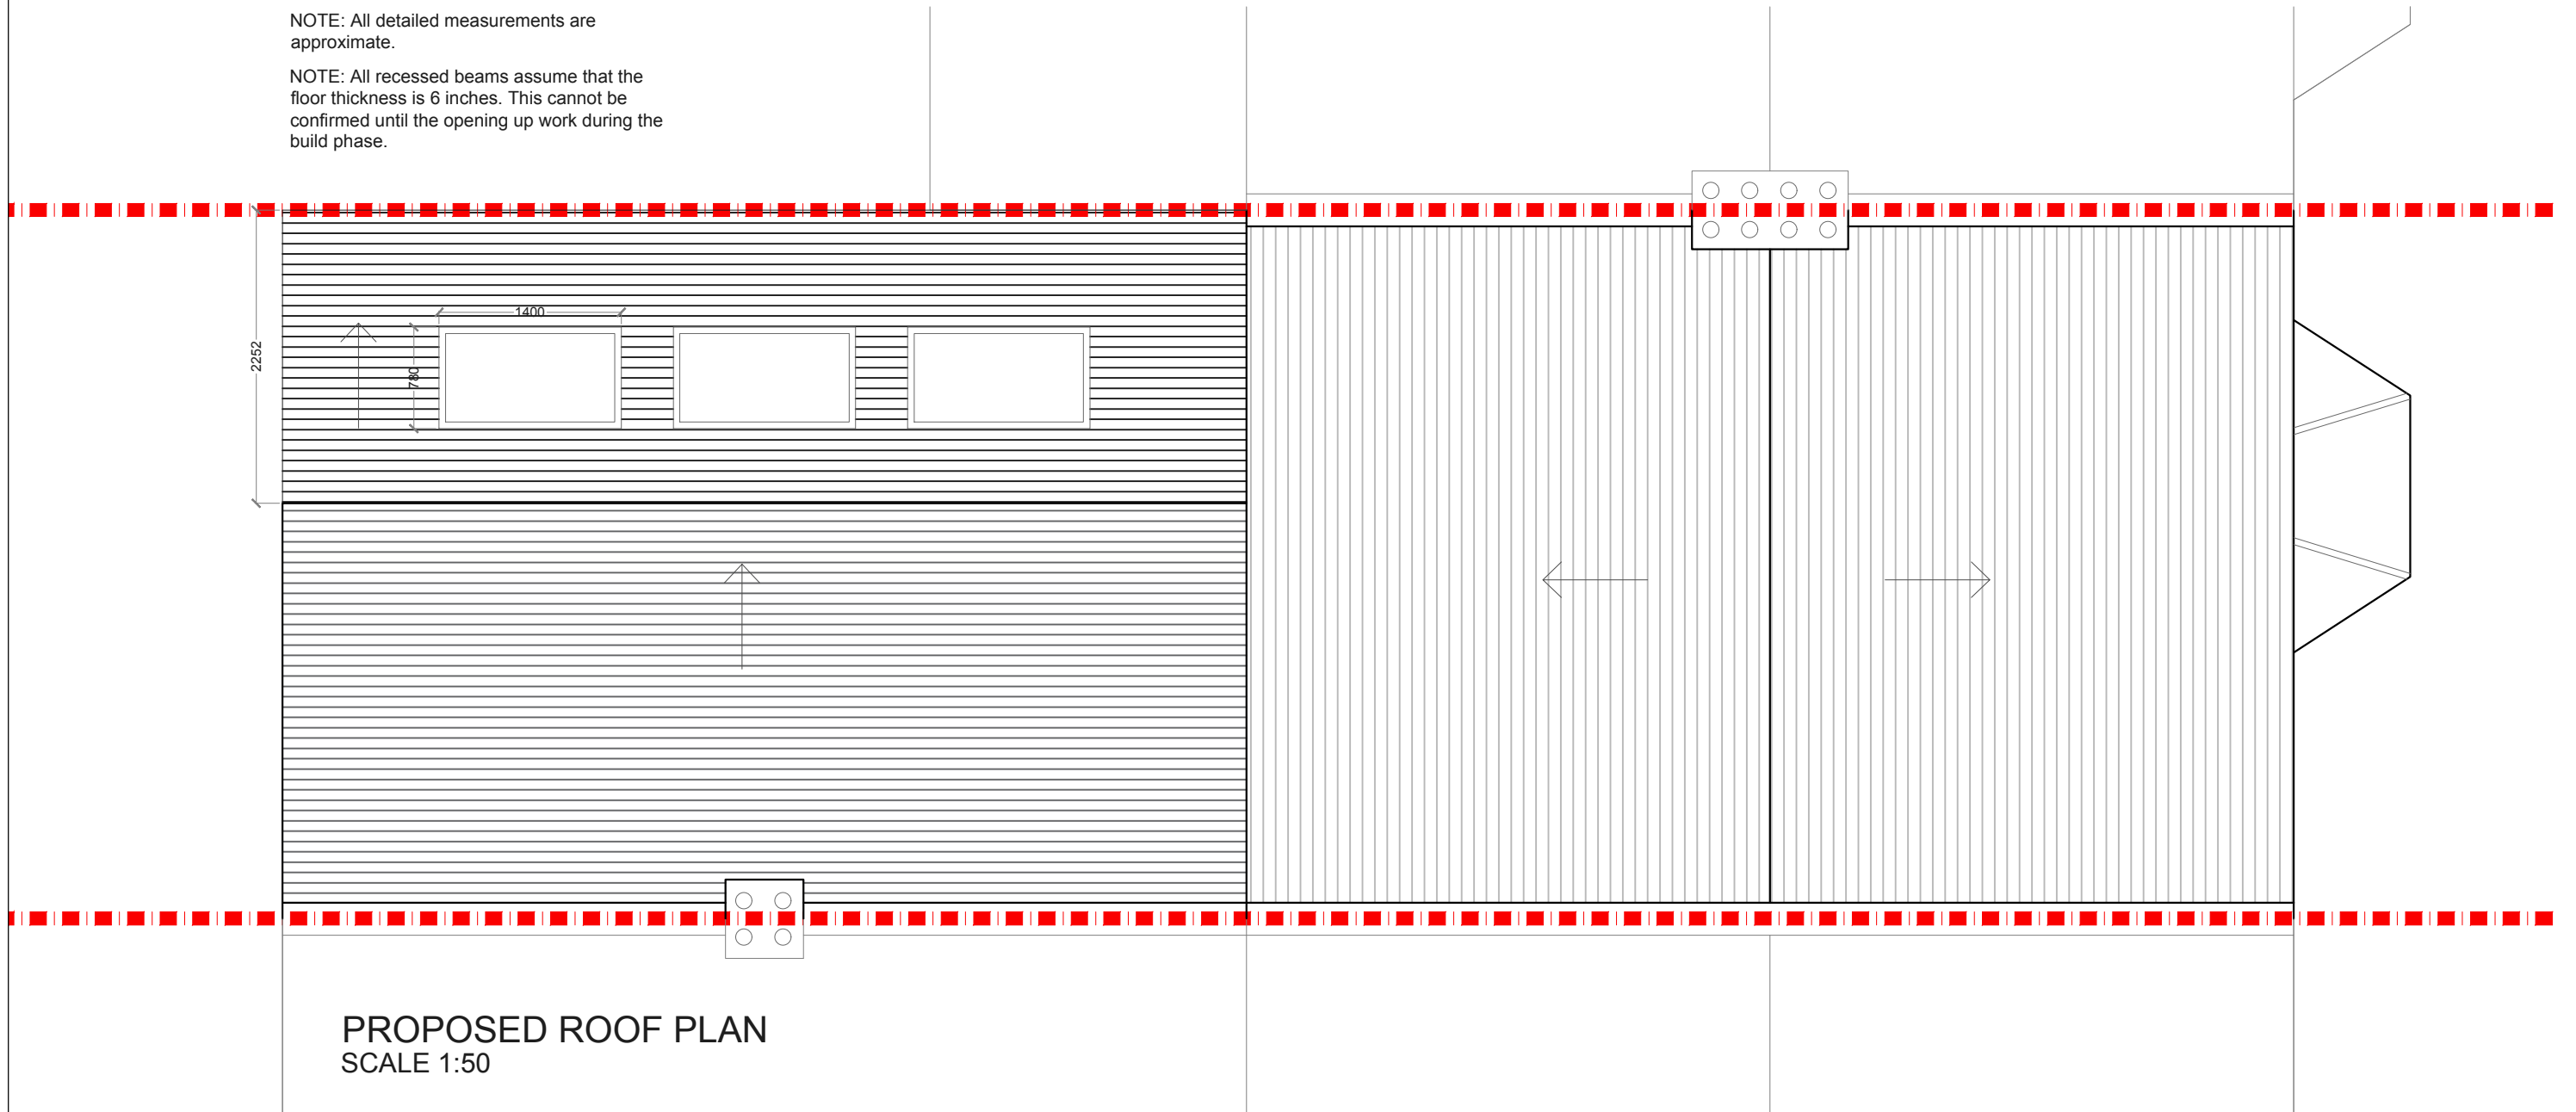 NOTE: All detailed measurements are
approximate.
NOTE: All recessed beams assume that the
floor thickness is 6 inches. This cannot be
confirmed until the opening up work during the
build phase.
1400
2252
780
PROPOSED ROOF PLAN
SCALE 1:50